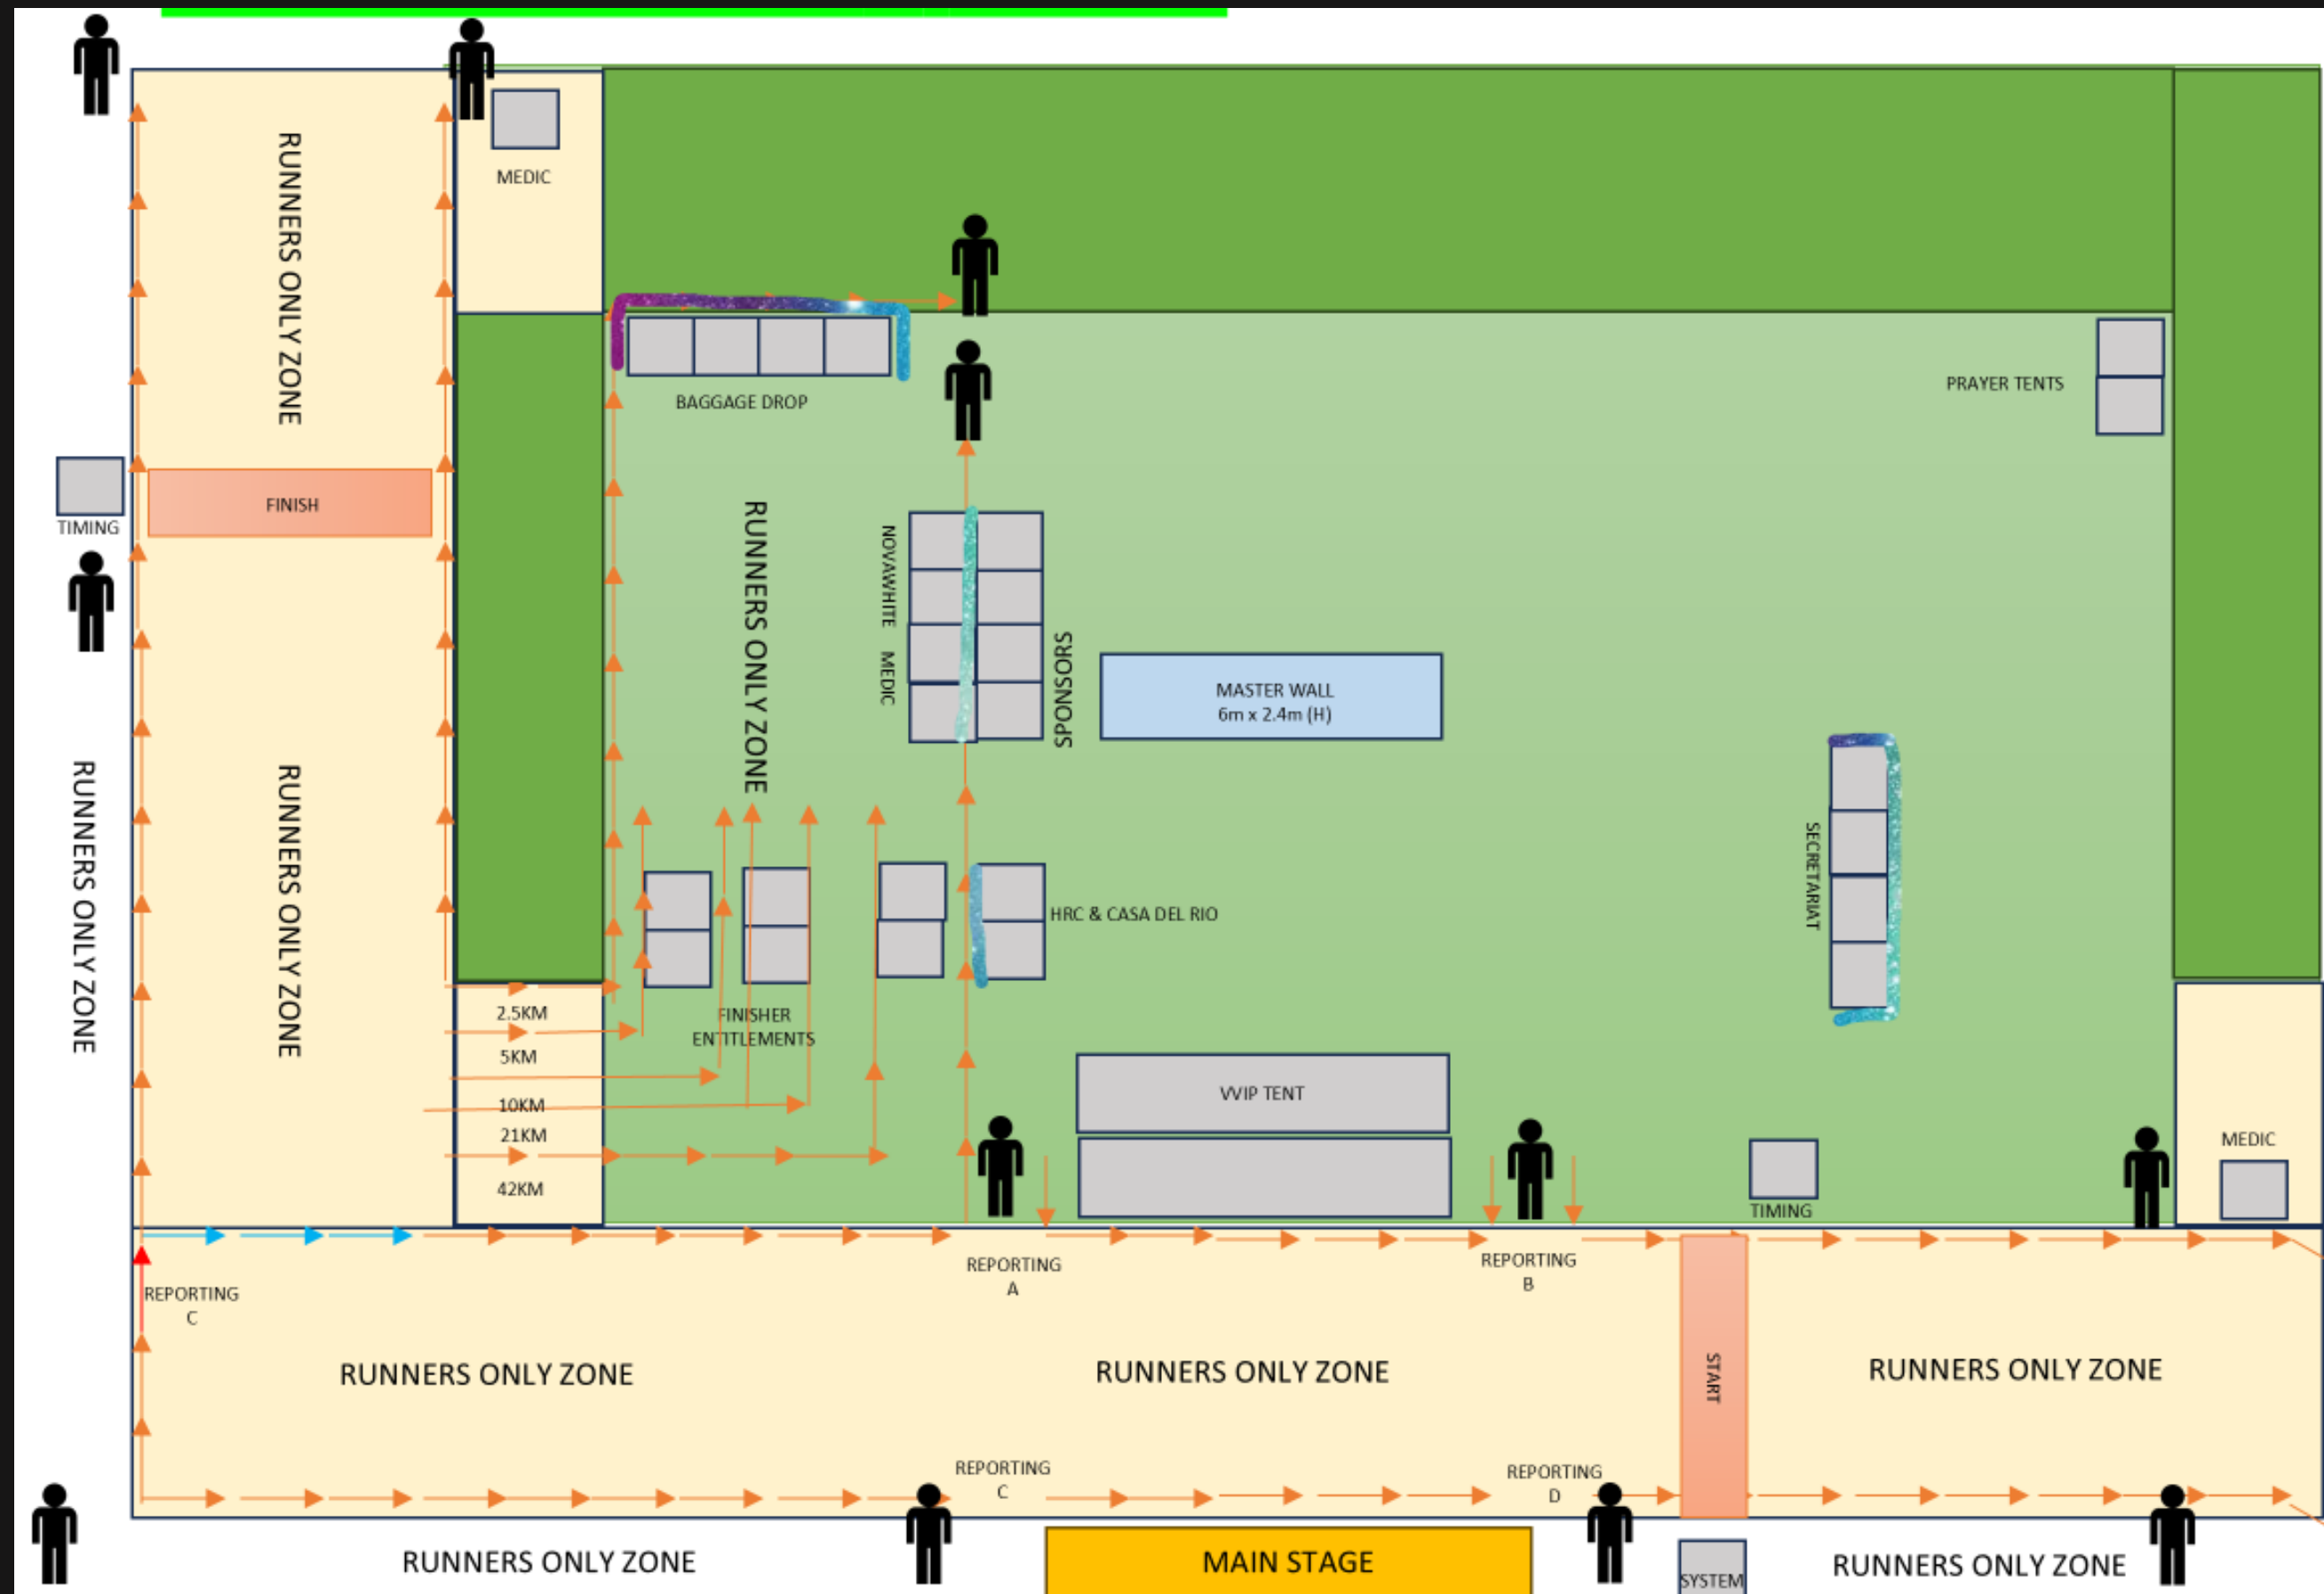 RUNNERS ONLY ZONE
MEDIC
BAGGAGE DROP
PRAYER TENTS
FINISH
TIMING
RUNNERS ONLY ZONE
NOVAWHITE
MEDIC
SPONSORS
MASTER WALL
6m x 2.4m (H)
RUNNERS ONLY ZONE
RUNNERS ONLY ZONE
SECRETARIAT
HRC & CASA DEL RIO
2.5KM
FINISHER
ENTITLEMENTS
5KM
10KM
21KM
42KM
VVIP TENT
MEDIC
TIMING
REPORTING
A
REPORTING
B
REPORTING
C
RUNNERS ONLY ZONE
RUNNERS ONLY ZONE
START
RUNNERS ONLY ZONE
REPORTING
C
REPORTING
D
RUNNERS ONLY ZONE
MAIN STAGE
SYSTEM
RUNNERS ONLY ZONE